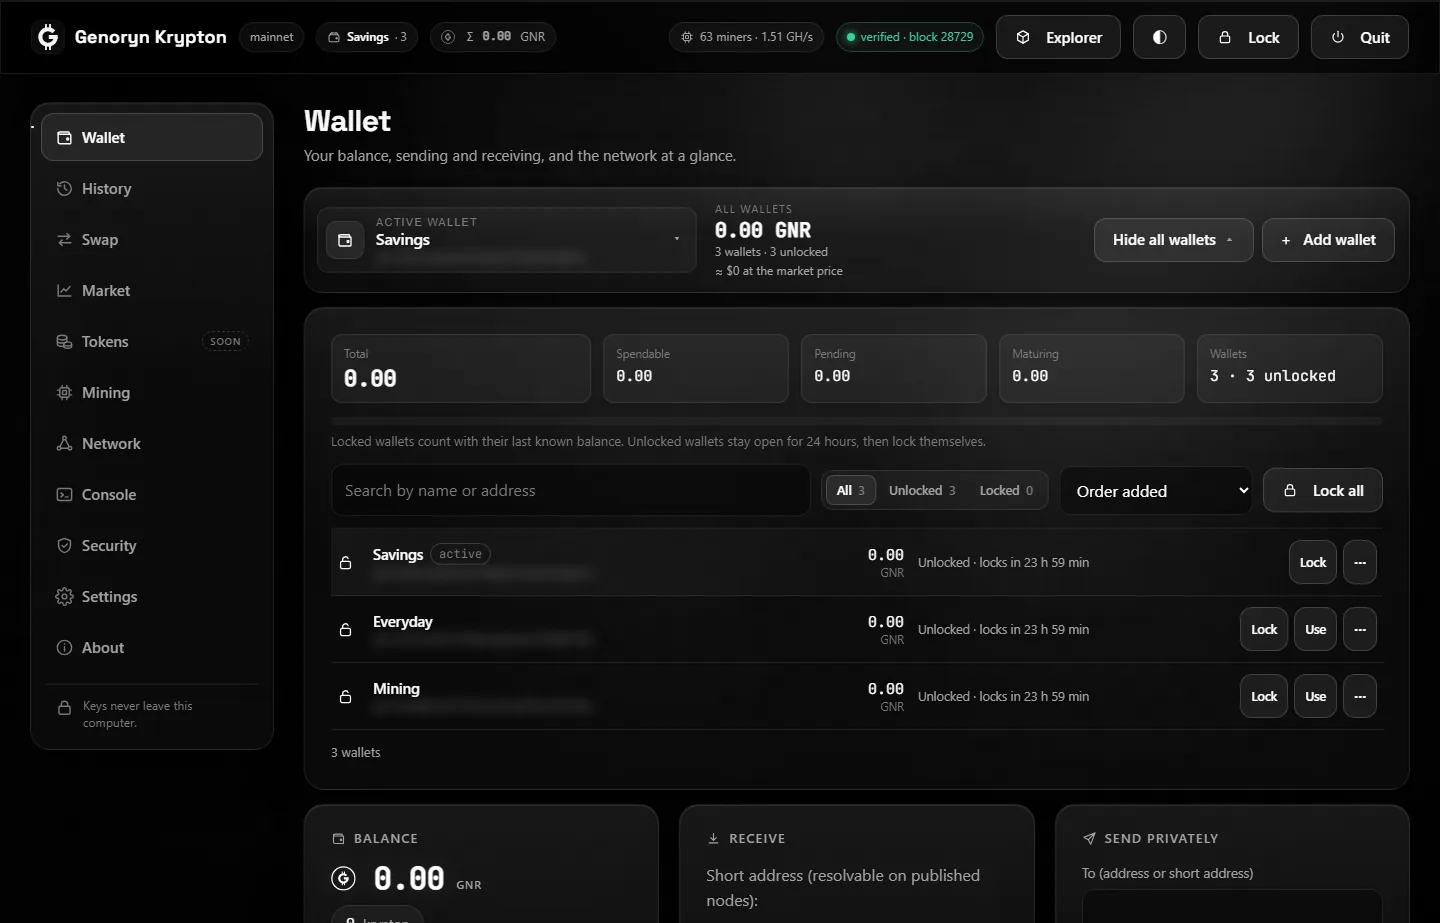 Genoryn Krypton
mainnet
Savings · 3
Σ 0.00 GNR
63 miners · 1.51 GH/s
verified · block 28729
Explorer
Lock
Quit
Wallet
History
Swap
Market
Tokens SOON
Mining
Network
Console
Security
Settings
About
Keys never leave this
computer.
Wallet
Your balance, sending and receiving, and the network at a glance.
ACTIVE WALLET
Savings
ALL WALLETS
0.00 GNR
3 wallets · 3 unlocked
≈ $0 at the market price
Hide all wallets
+ Add wallet
Total
0.00
Spendable
0.00
Pending
0.00
Maturing
0.00
Wallets
3 · 3 unlocked
Locked wallets count with their last known balance. Unlocked wallets stay open for 24 hours, then lock themselves.
Search by name or address
All 3
Unlocked 3
Locked 0
Order added
Lock all
Savings active
0.00
GNR
Unlocked · locks in 23 h 59 min
Lock
···
Everyday
0.00
GNR
Unlocked · locks in 23 h 59 min
Lock
Use
···
Mining
0.00
GNR
Unlocked · locks in 23 h 59 min
Lock
Use
···
3 wallets
BALANCE
0.00 GNR
krypton
RECEIVE
Short address (resolvable on published
nodes):
SEND PRIVATELY
To (address or short address)